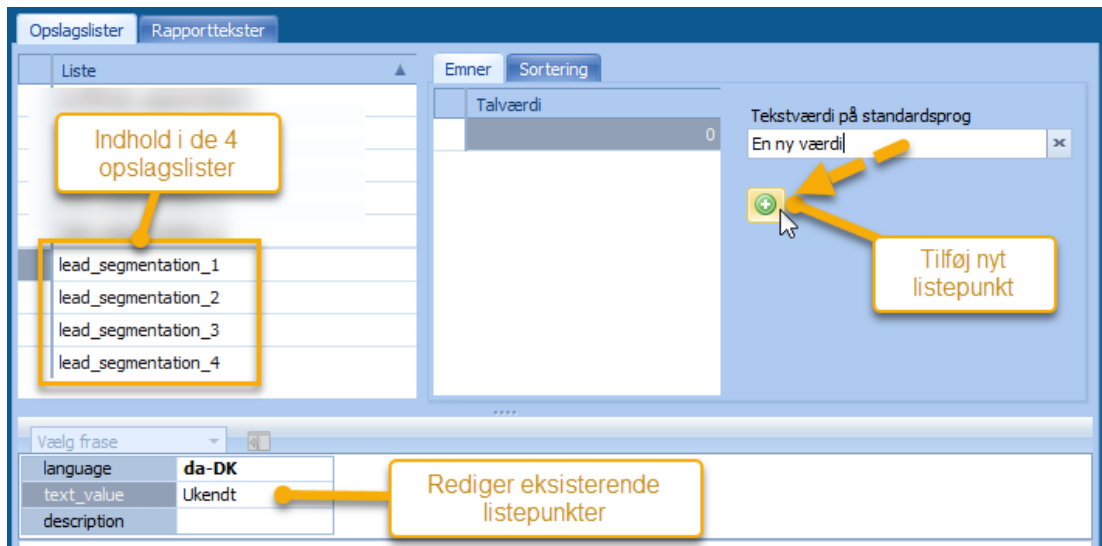 Opslagslister
Rapporttekster
Liste
Indhold i de 4
opslagslister
lead_segmentation_1
lead_segmentation_2
lead_segmentation_3
lead_segmentation_4
Emner
Sortering
Talværdi
0
Tekstværdi på standardsprog
En ny værdi
Tilføj nyt
listepunkt
Vælg frase
language da-DK
text_value Ukendt
description
Rediger eksisterende
listepunkter